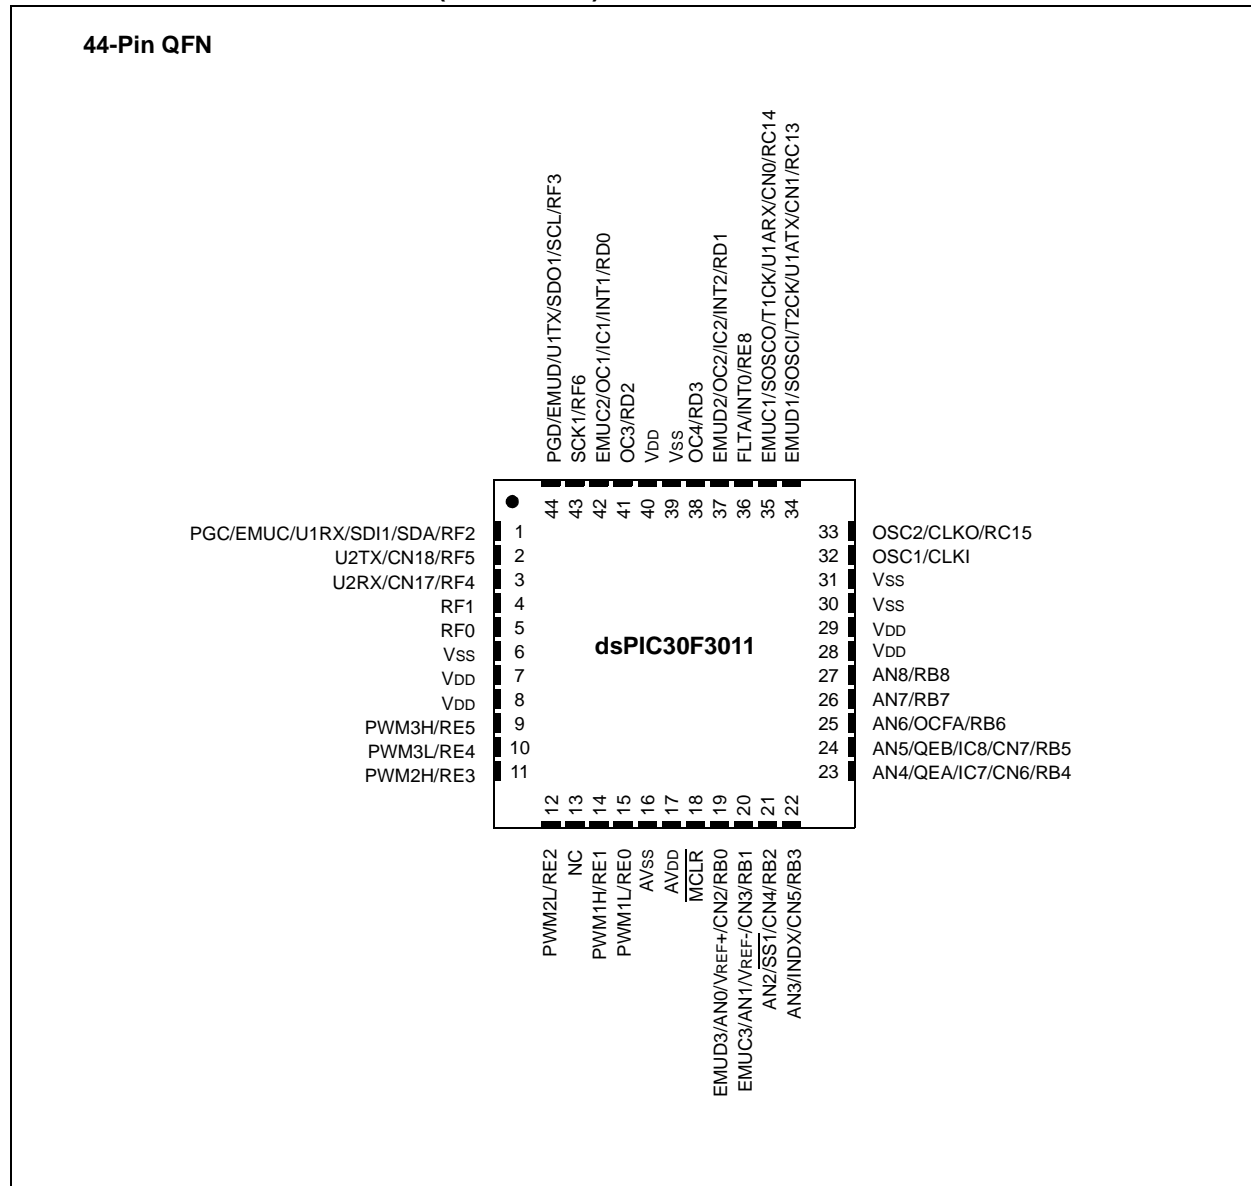 44-Pin QFN
PGD/EMUD/U1TX/SDO1/SCL/RF3
SCK1/RF6
EMUC2/OC1/IC1/INT1/RD0
OC3/RD2
VDD
VSS
OC4/RD3
EMUD2/OC2/IC2/INT2/RD1
FLTA/INT0/RE8
EMUC1/SOSCO/T1CK/U1ARX/CN0/RC14
EMUD1/SOSCI/T2CK/U1ATX/CN1/RC13
44 43 42 41 40 39 38 37 36 35 34
PGC/EMUC/U1RX/SDI1/SDA/RF2 1
U2TX/CN18/RF5 2
U2RX/CN17/RF4 3
RF1 4
RF0 5
VSS 6
VDD 7
VDD 8
PWM3H/RE5 9
PWM3L/RE4 10
PWM2H/RE3 11
dsPIC30F3011
33 OSC2/CLKO/RC15
32 OSC1/CLKI
31 VSS
30 VSS
29 VDD
28 VDD
27 AN8/RB8
26 AN7/RB7
25 AN6/OCFA/RB6
24 AN5/QEB/IC8/CN7/RB5
23 AN4/QEA/IC7/CN6/RB4
12 13 14 15 16 17 18 19 20 21 22
PWM2L/RE2
NC
PWM1H/RE1
PWM1L/RE0
AVSS
AVDD
MCLR
EMUD3/AN0/VREF+/CN2/RB0
EMUC3/AN1/VREF-/CN3/RB1
AN2/SS1/CN4/RB2
AN3/INDX/CN5/RB3